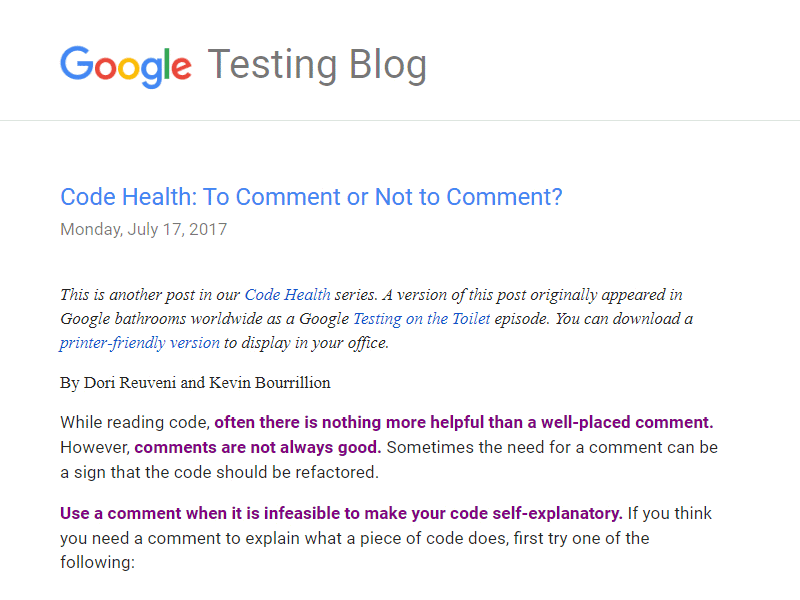 Google Testing Blog
Code Health: To Comment or Not to Comment?
Monday, July 17, 2017
This is another post in our Code Health series. A version of this post originally appeared in
Google bathrooms worldwide as a Google Testing on the Toilet episode. You can download a
printer-friendly version to display in your office.
By Dori Reuveni and Kevin Bourrillion
While reading code, often there is nothing more helpful than a well-placed comment.
However, comments are not always good. Sometimes the need for a comment can be
a sign that the code should be refactored.
Use a comment when it is infeasible to make your code self-explanatory. If you think
you need a comment to explain what a piece of code does, first try one of the
following: